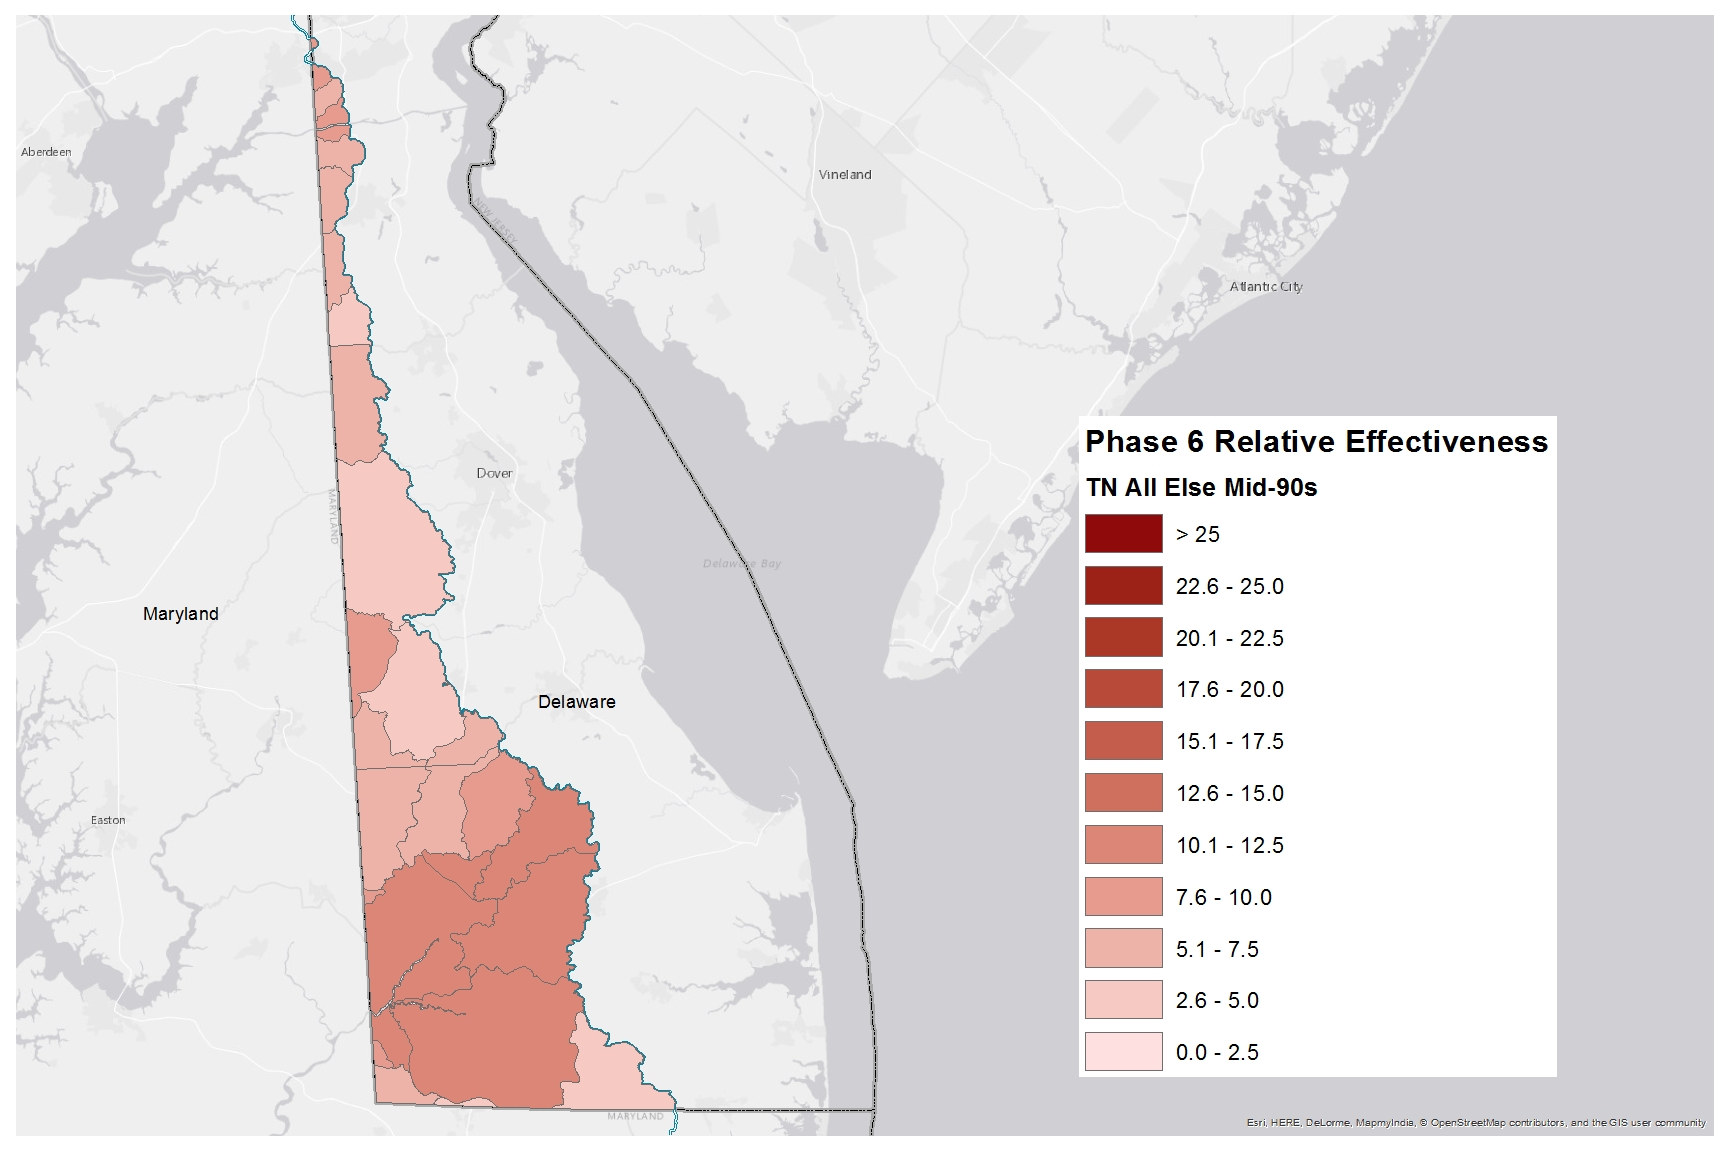 Aberdeen
Vineland
NEW JERSEY
Atlantic City
Phase 6 Relative Effectiveness
TN All Else Mid-90s
> 25
22.6 - 25.0
20.1 - 22.5
17.6 - 20.0
15.1 - 17.5
12.6 - 15.0
10.1 - 12.5
7.6 - 10.0
5.1 - 7.5
2.6 - 5.0
0.0 - 2.5
Dover
MARYLAND
Delaware Bay
Maryland
Delaware
Easton
MARYLAND
Esri, HERE, DeLorme, MapmyIndia, © OpenStreetMap contributors, and the GIS user community